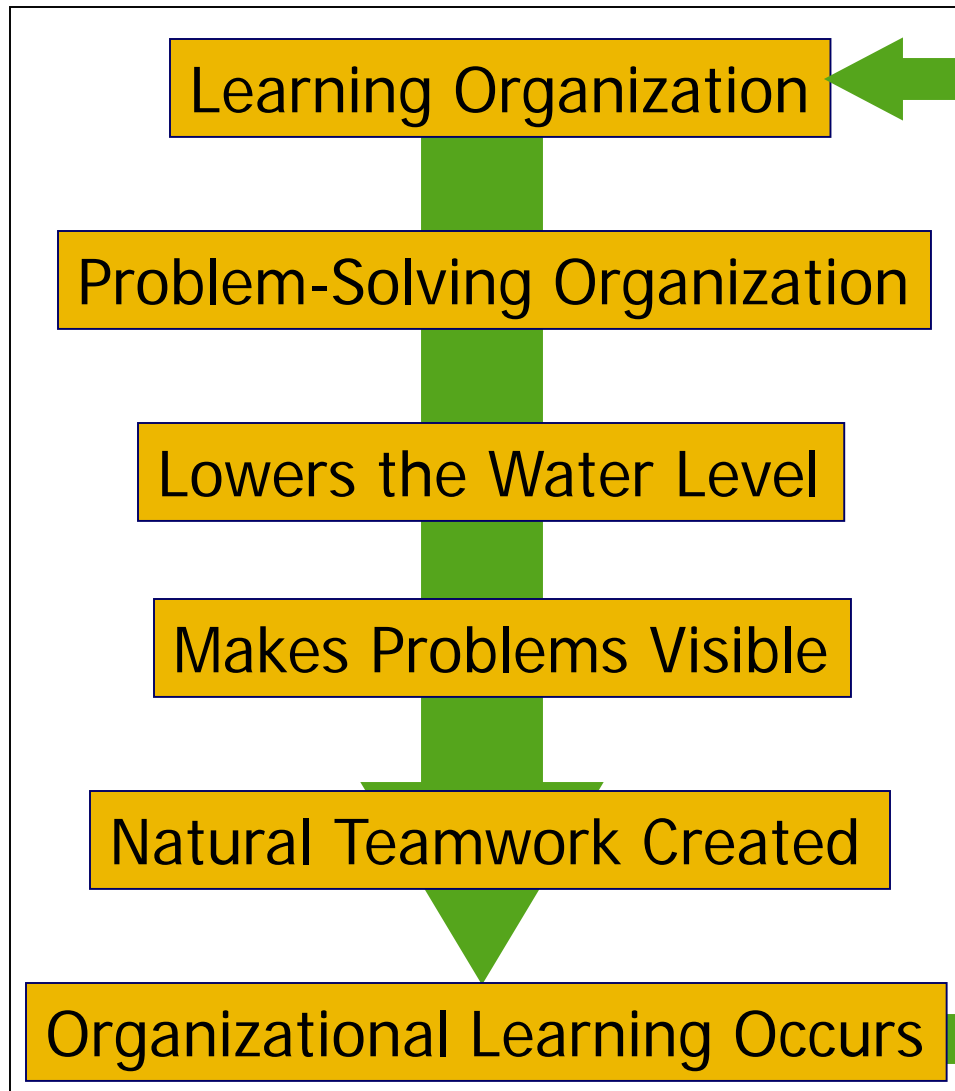 Learning Organization
Problem-Solving Organization
Lowers the Water Level
Makes Problems Visible
Natural Teamwork Created
Organizational Learning Occurs